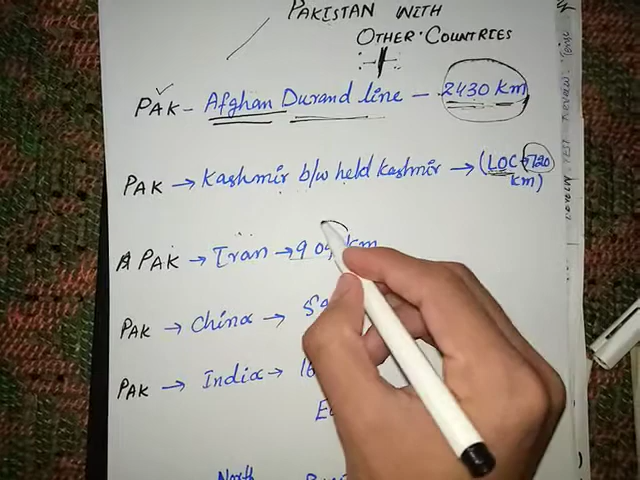 PAKISTAN WITH
OTHER COUNTRIES
PAK - Afghan Durand line - 2430 km
PAK → Kashmir b/w held Kashmir → (LOC → 720
km)
PAK → Iran → 909 km
PAK → China →
PAK → India →
North